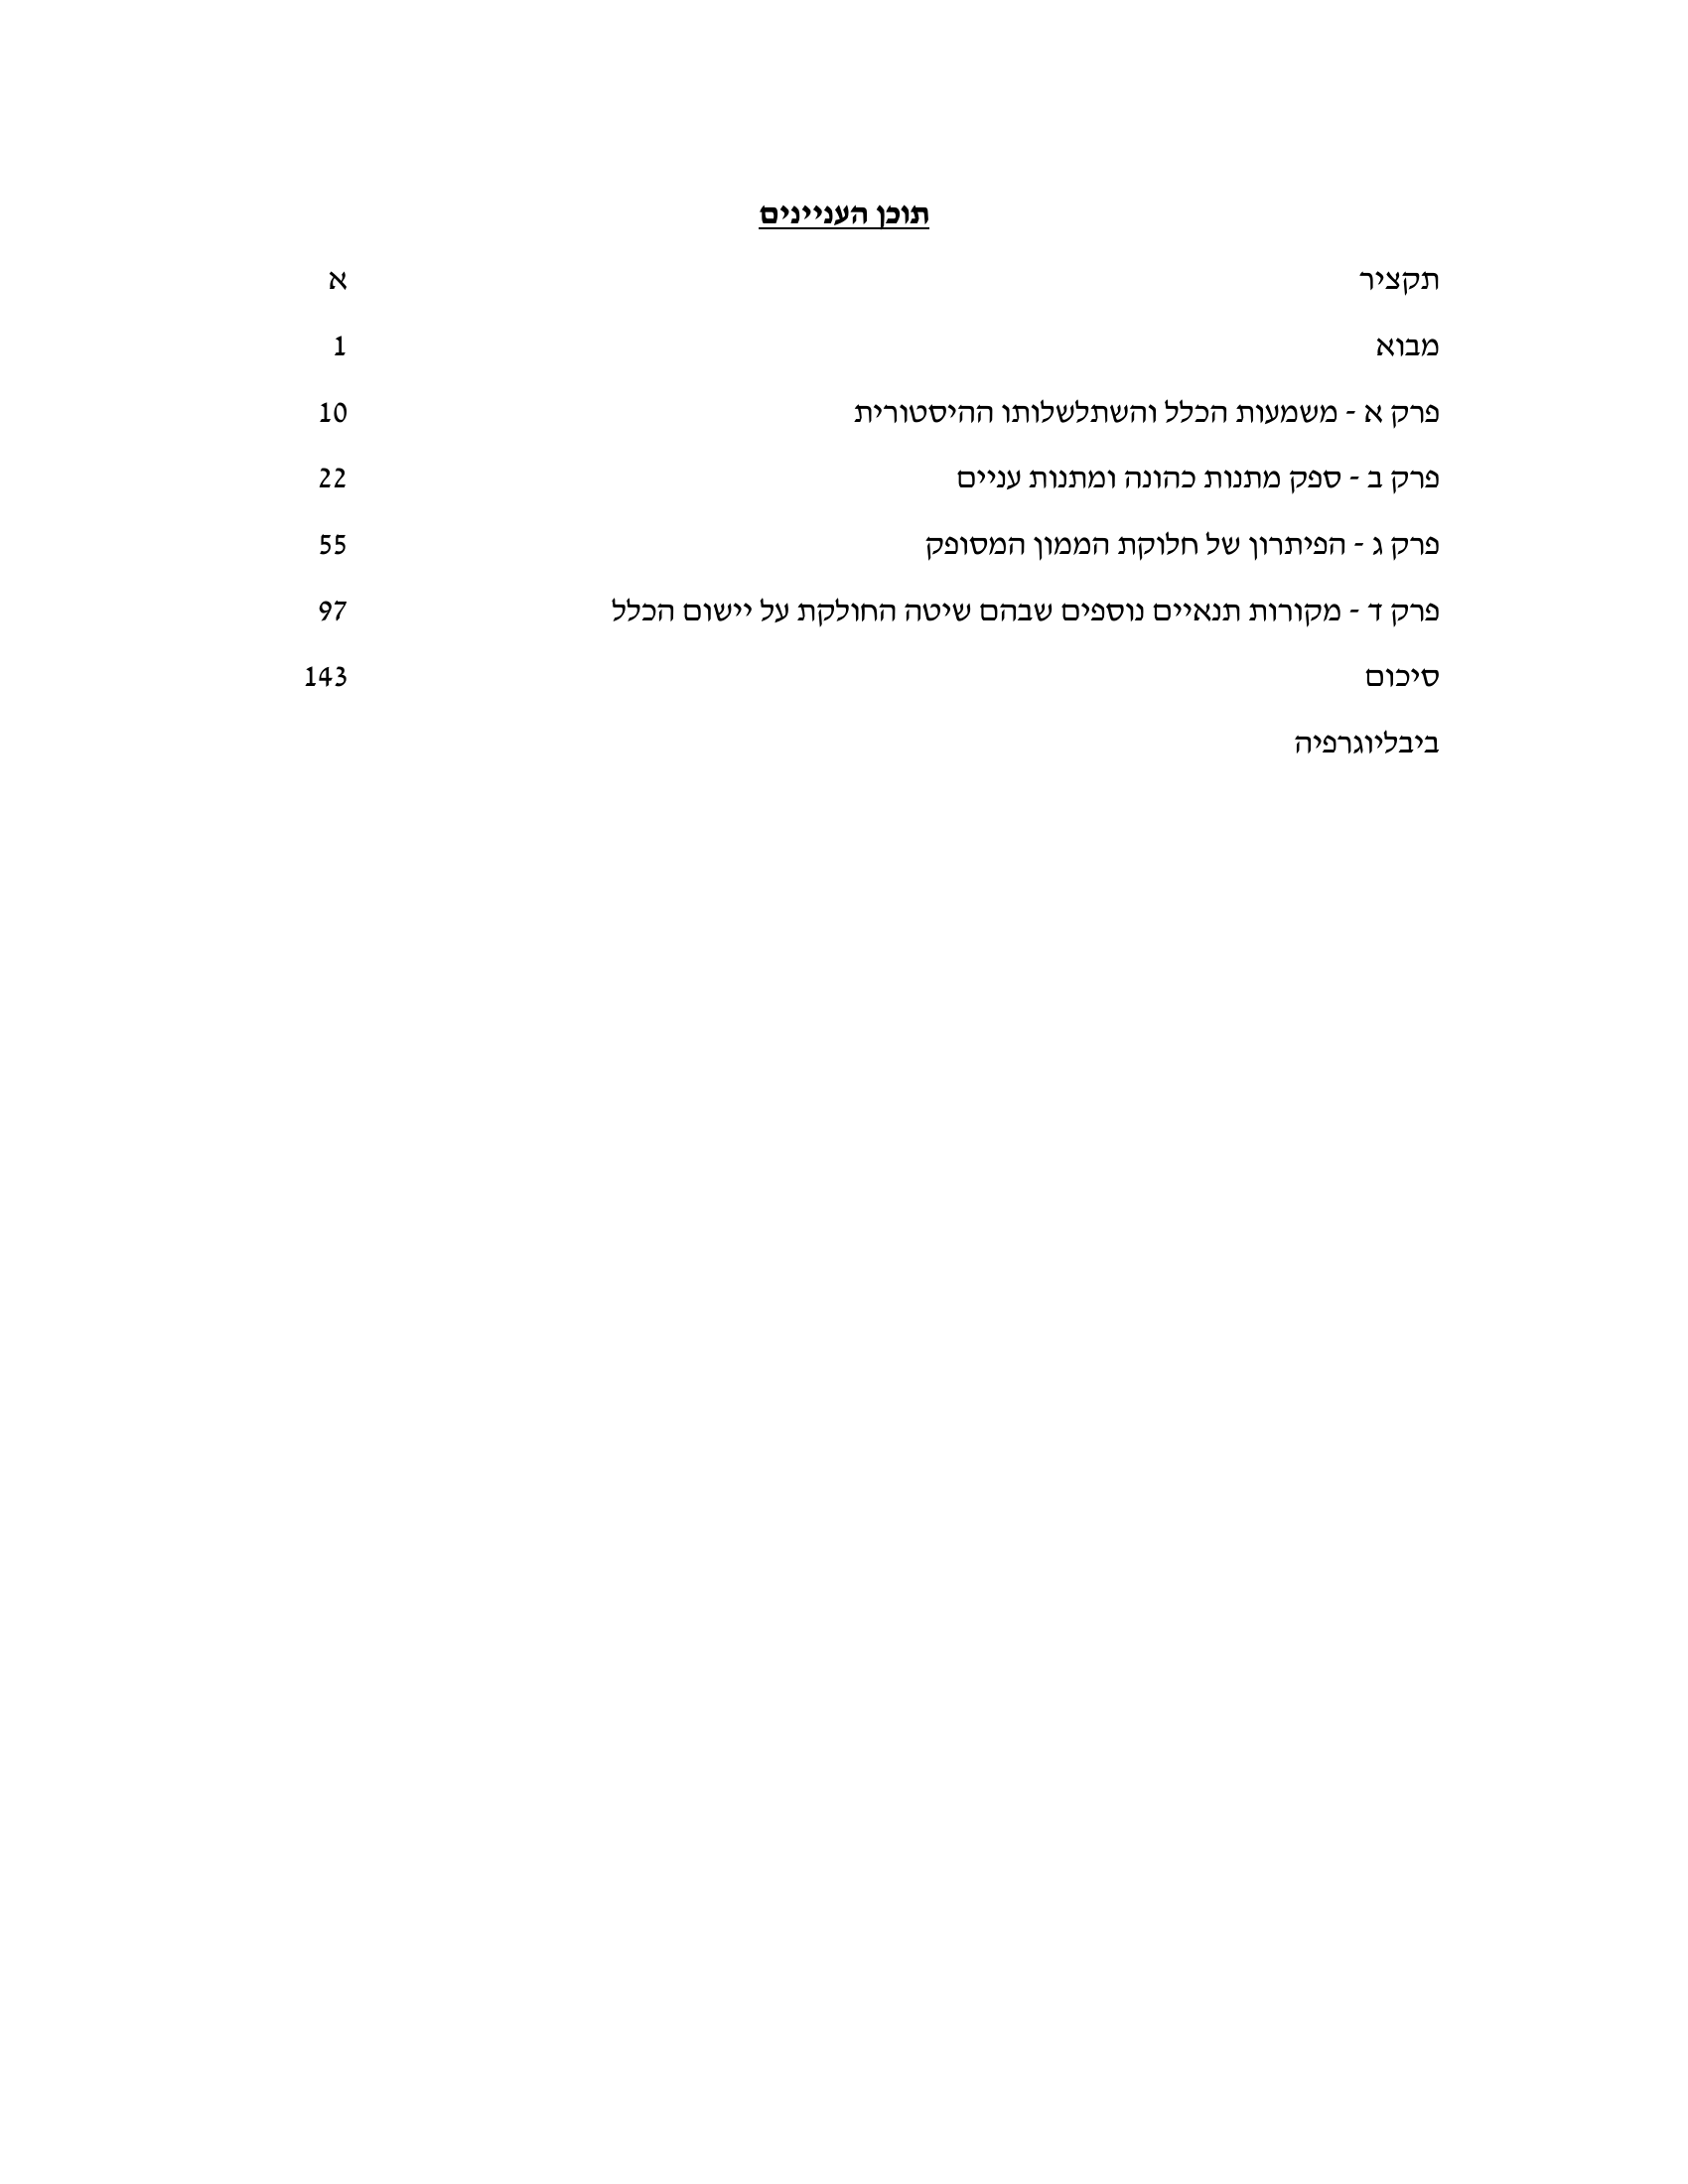 תוכן העניינים
תקציר א
מבוא 1
פרק א - משמעות הכלל והשתלשלותו ההיסטורית 10
פרק ב - ספק מתנות כהונה ומתנות עניים 22
פרק ג - הפיתרון של חלוקת הממון המסופק 55
פרק ד - מקורות תנאיים נוספים שבהם שיטה החולקת על יישום הכלל 97
סיכום 143
ביבליוגרפיה